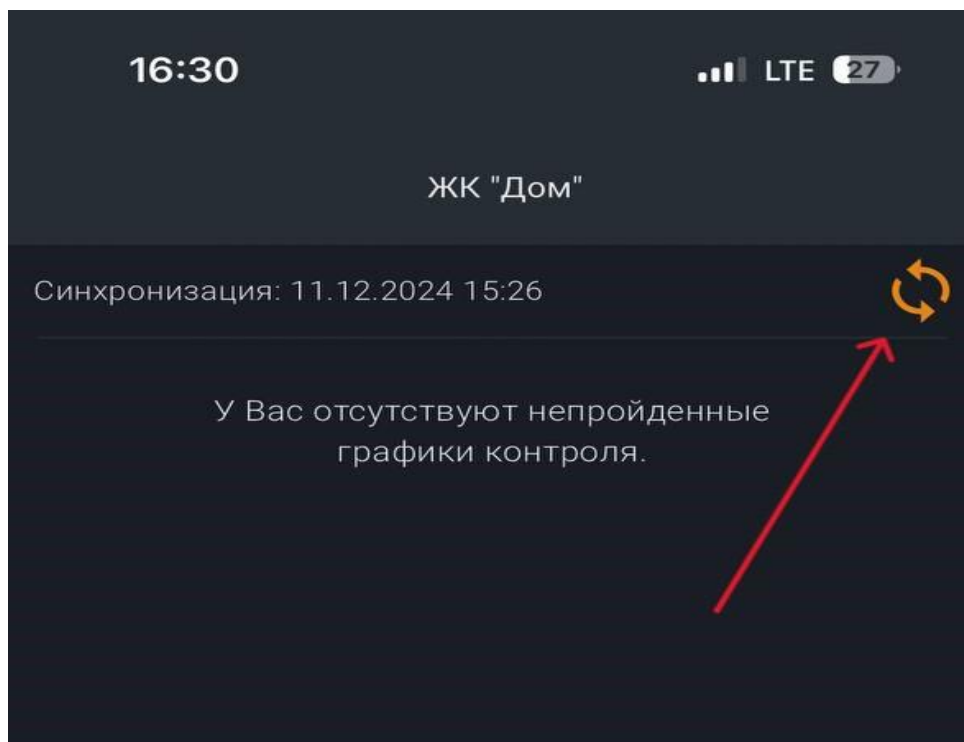 16:30 LTE 27
ЖК "Дом"
Синхронизация: 11.12.2024 15:26
У Вас отсутствуют непройденные
графики контроля.